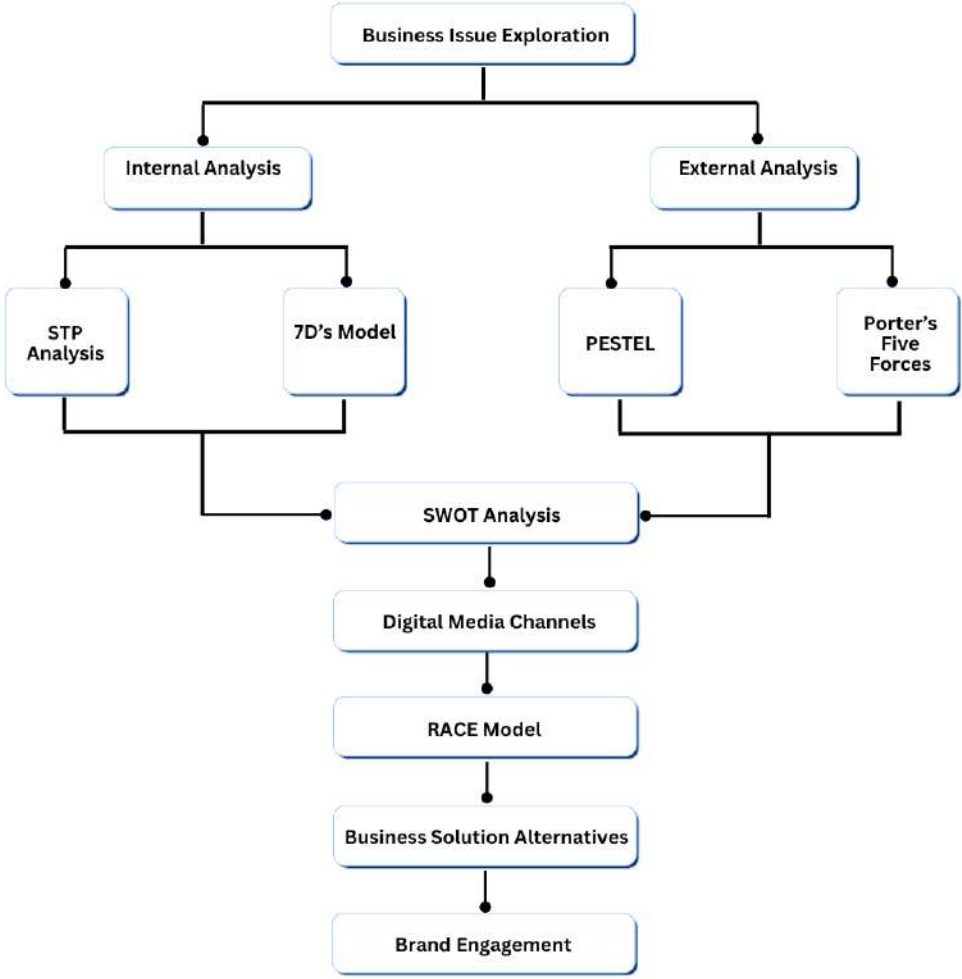 Business Issue Exploration
Internal Analysis
External Analysis
STP
Analysis
7D's Model
PESTEL
Porter's
Five
Forces
SWOT Analysis
Digital Media Channels
RACE Model
Business Solution Alternatives
Brand Engagement